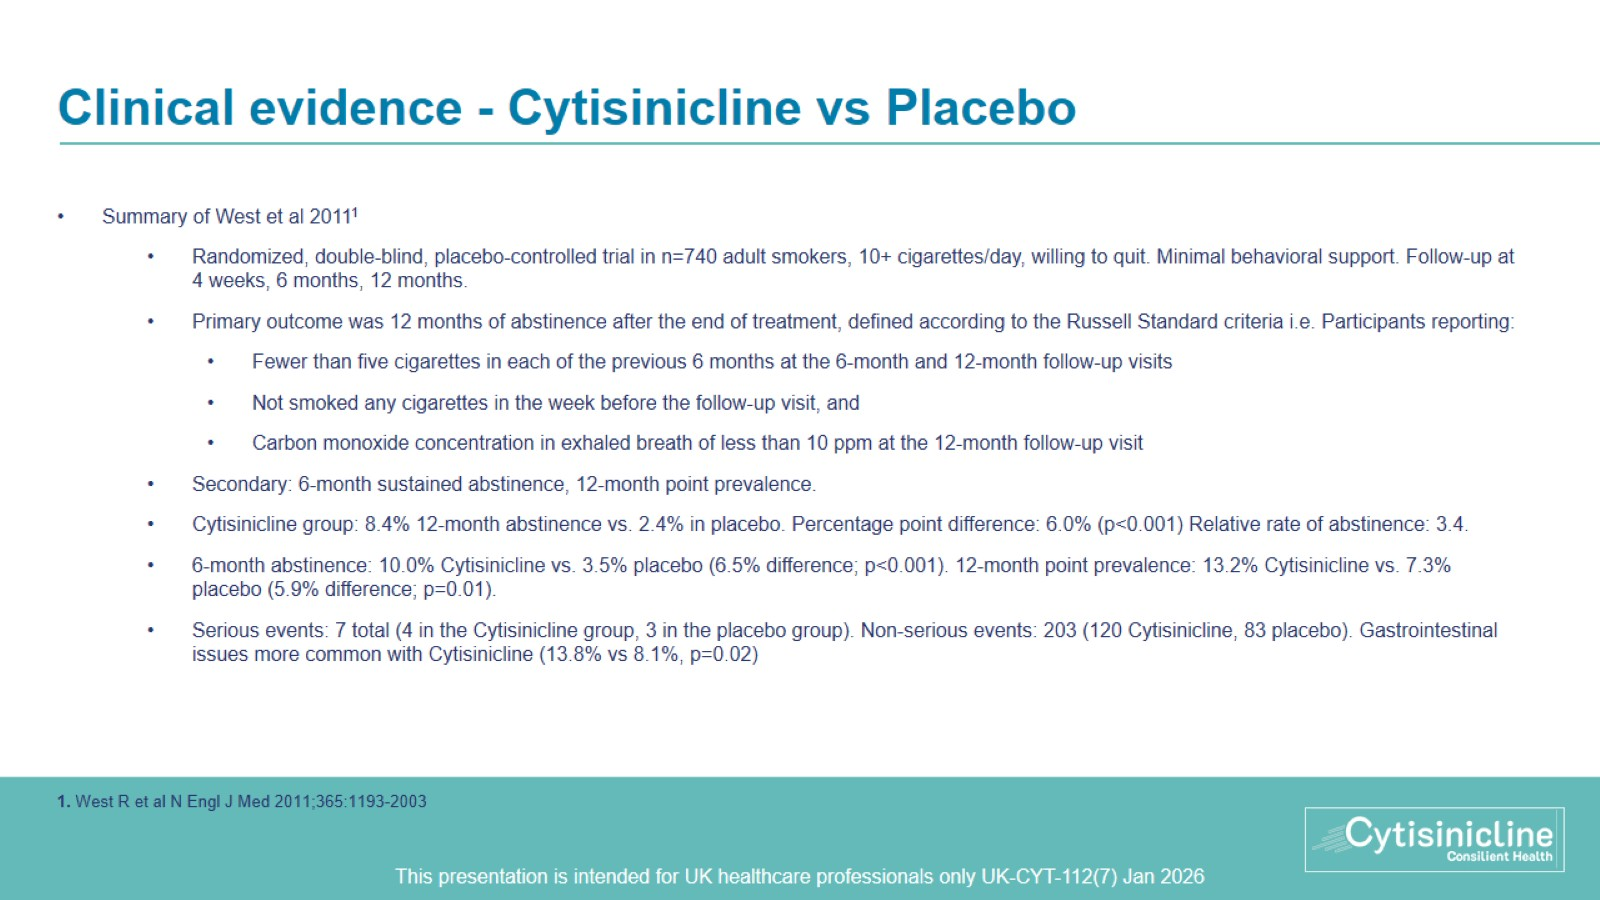 Clinical evidence - Cytisinicline vs Placebo
• Summary of West et al 2011¹
• Randomized, double-blind, placebo-controlled trial in n=740 adult smokers, 10+ cigarettes/day, willing to quit. Minimal behavioral support. Follow-up at
4 weeks, 6 months, 12 months.
• Primary outcome was 12 months of abstinence after the end of treatment, defined according to the Russell Standard criteria i.e. Participants reporting:
• Fewer than five cigarettes in each of the previous 6 months at the 6-month and 12-month follow-up visits
• Not smoked any cigarettes in the week before the follow-up visit, and
• Carbon monoxide concentration in exhaled breath of less than 10 ppm at the 12-month follow-up visit
• Secondary: 6-month sustained abstinence, 12-month point prevalence.
• Cytisinicline group: 8.4% 12-month abstinence vs. 2.4% in placebo. Percentage point difference: 6.0% (p<0.001) Relative rate of abstinence: 3.4.
• 6-month abstinence: 10.0% Cytisinicline vs. 3.5% placebo (6.5% difference; p<0.001). 12-month point prevalence: 13.2% Cytisinicline vs. 7.3%
placebo (5.9% difference; p=0.01).
• Serious events: 7 total (4 in the Cytisinicline group, 3 in the placebo group). Non-serious events: 203 (120 Cytisinicline, 83 placebo). Gastrointestinal
issues more common with Cytisinicline (13.8% vs 8.1%, p=0.02)
1. West R et al N Engl J Med 2011;365:1193-2003
Cytisinicline
Consilient Health
This presentation is intended for UK healthcare professionals only UK-CYT-112(7) Jan 2026